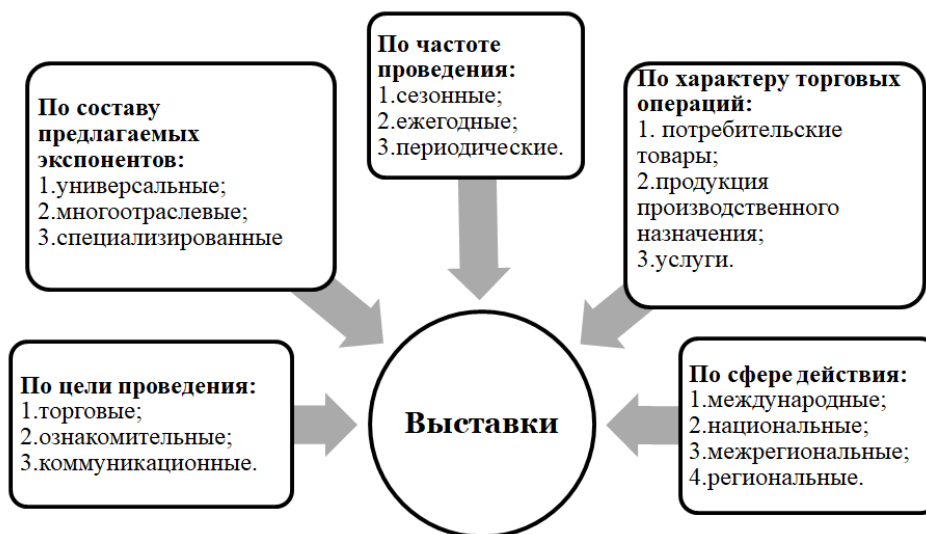 По составу
предлагаемых
экспонентов:
1.универсальные;
2.многоотраслевые;
3.специализированные
По частоте
проведения:
1.сезонные;
2.ежегодные;
3.периодические.
По характеру торговых
операций:
1. потребительские
товары;
2.продукция
производственного
назначения;
3.услуги.
По цели проведения:
1.торговые;
2.ознакомительные;
3.коммуникационные.
Выставки
По сфере действия:
1.международные;
2.национальные;
3.межрегиональные;
4.региональные.